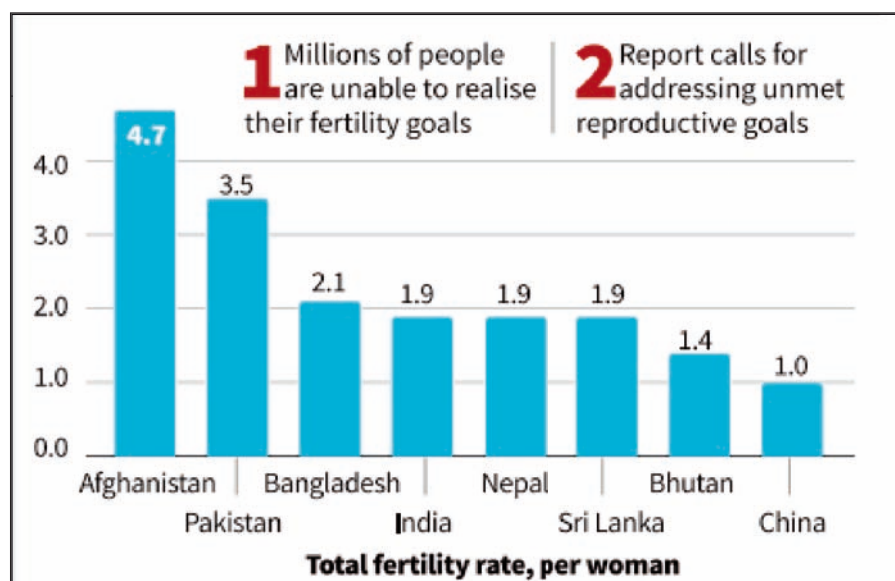 1 Millions of people
are unable to realise
their fertility goals
2 Report calls for
addressing unmet
reproductive goals
4.7
3.5
2.1
1.9
1.9
1.9
1.4
1.0
4.0
3.0
2.0
1.0
0.0
Afghanistan
Pakistan
Bangladesh
India
Nepal
Sri Lanka
Bhutan
China
Total fertility rate, per woman